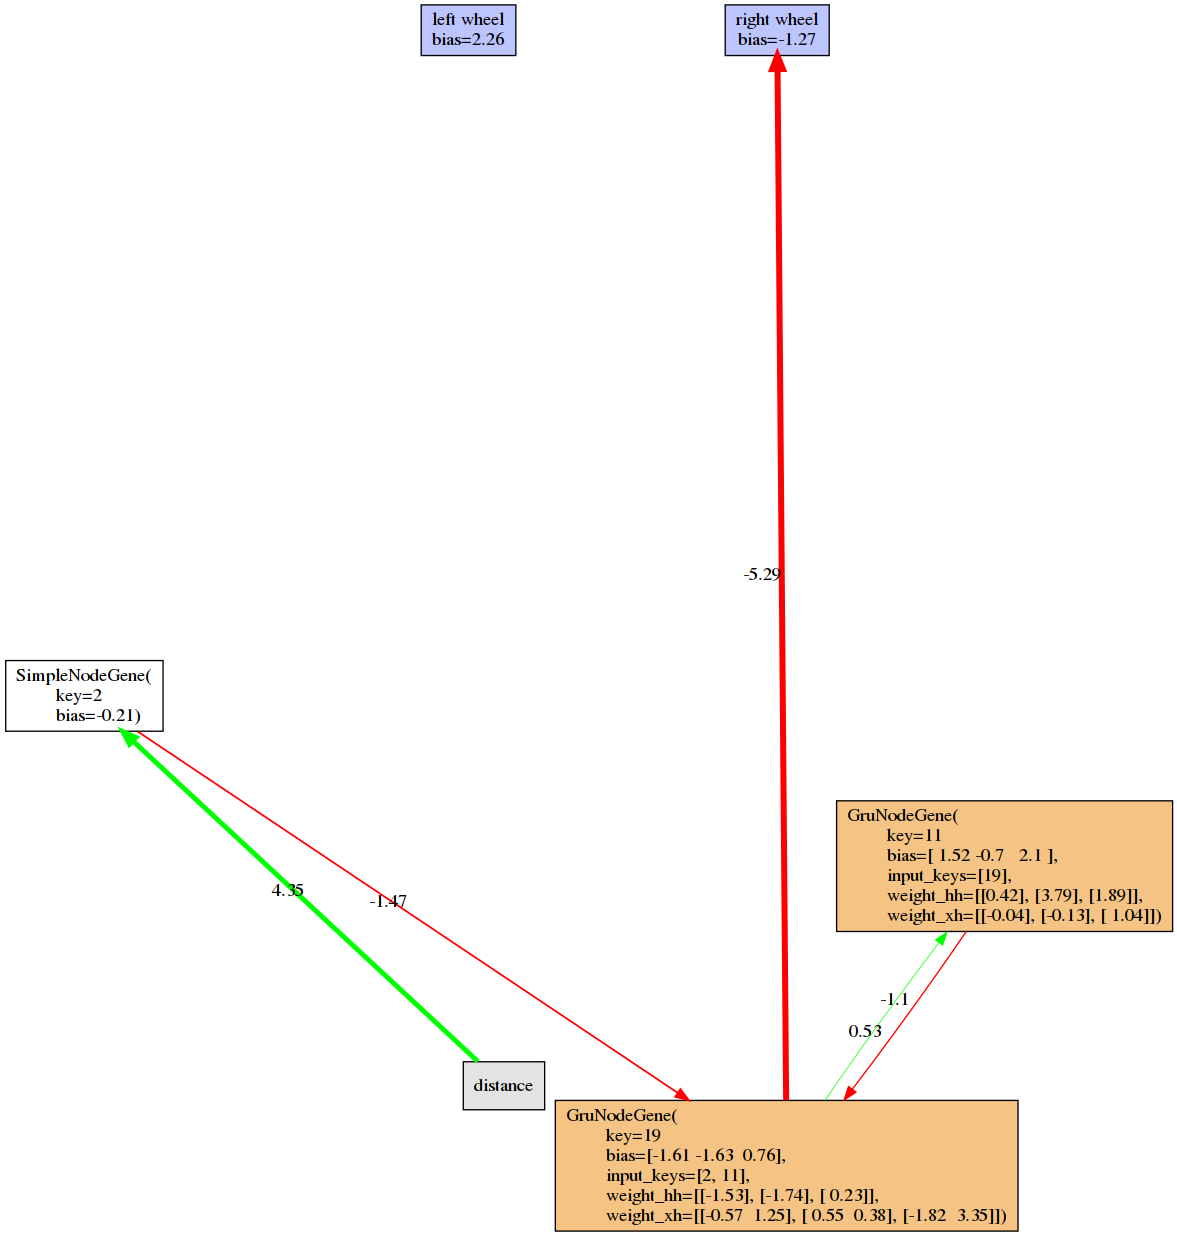 left wheel
bias=2.26
right wheel
bias=-1.27
-5.29
SimpleNodeGene(
key=2
bias=-0.21)
GruNodeGene(
key=11
bias=[ 1.52 -0.7   2.1 ],
input_keys=[19],
weight_hh=[[0.42], [3.79], [1.89]],
weight_xh=[[-0.04], [-0.13], [ 1.04]])
4.35
-1.47
-1.1
0.53
distance
GruNodeGene(
key=19
bias=[-1.61 -1.63  0.76],
input_keys=[2, 11],
weight_hh=[[-1.53], [-1.74], [ 0.23]],
weight_xh=[[-0.57  1.25], [ 0.55  0.38], [-1.82  3.35]])